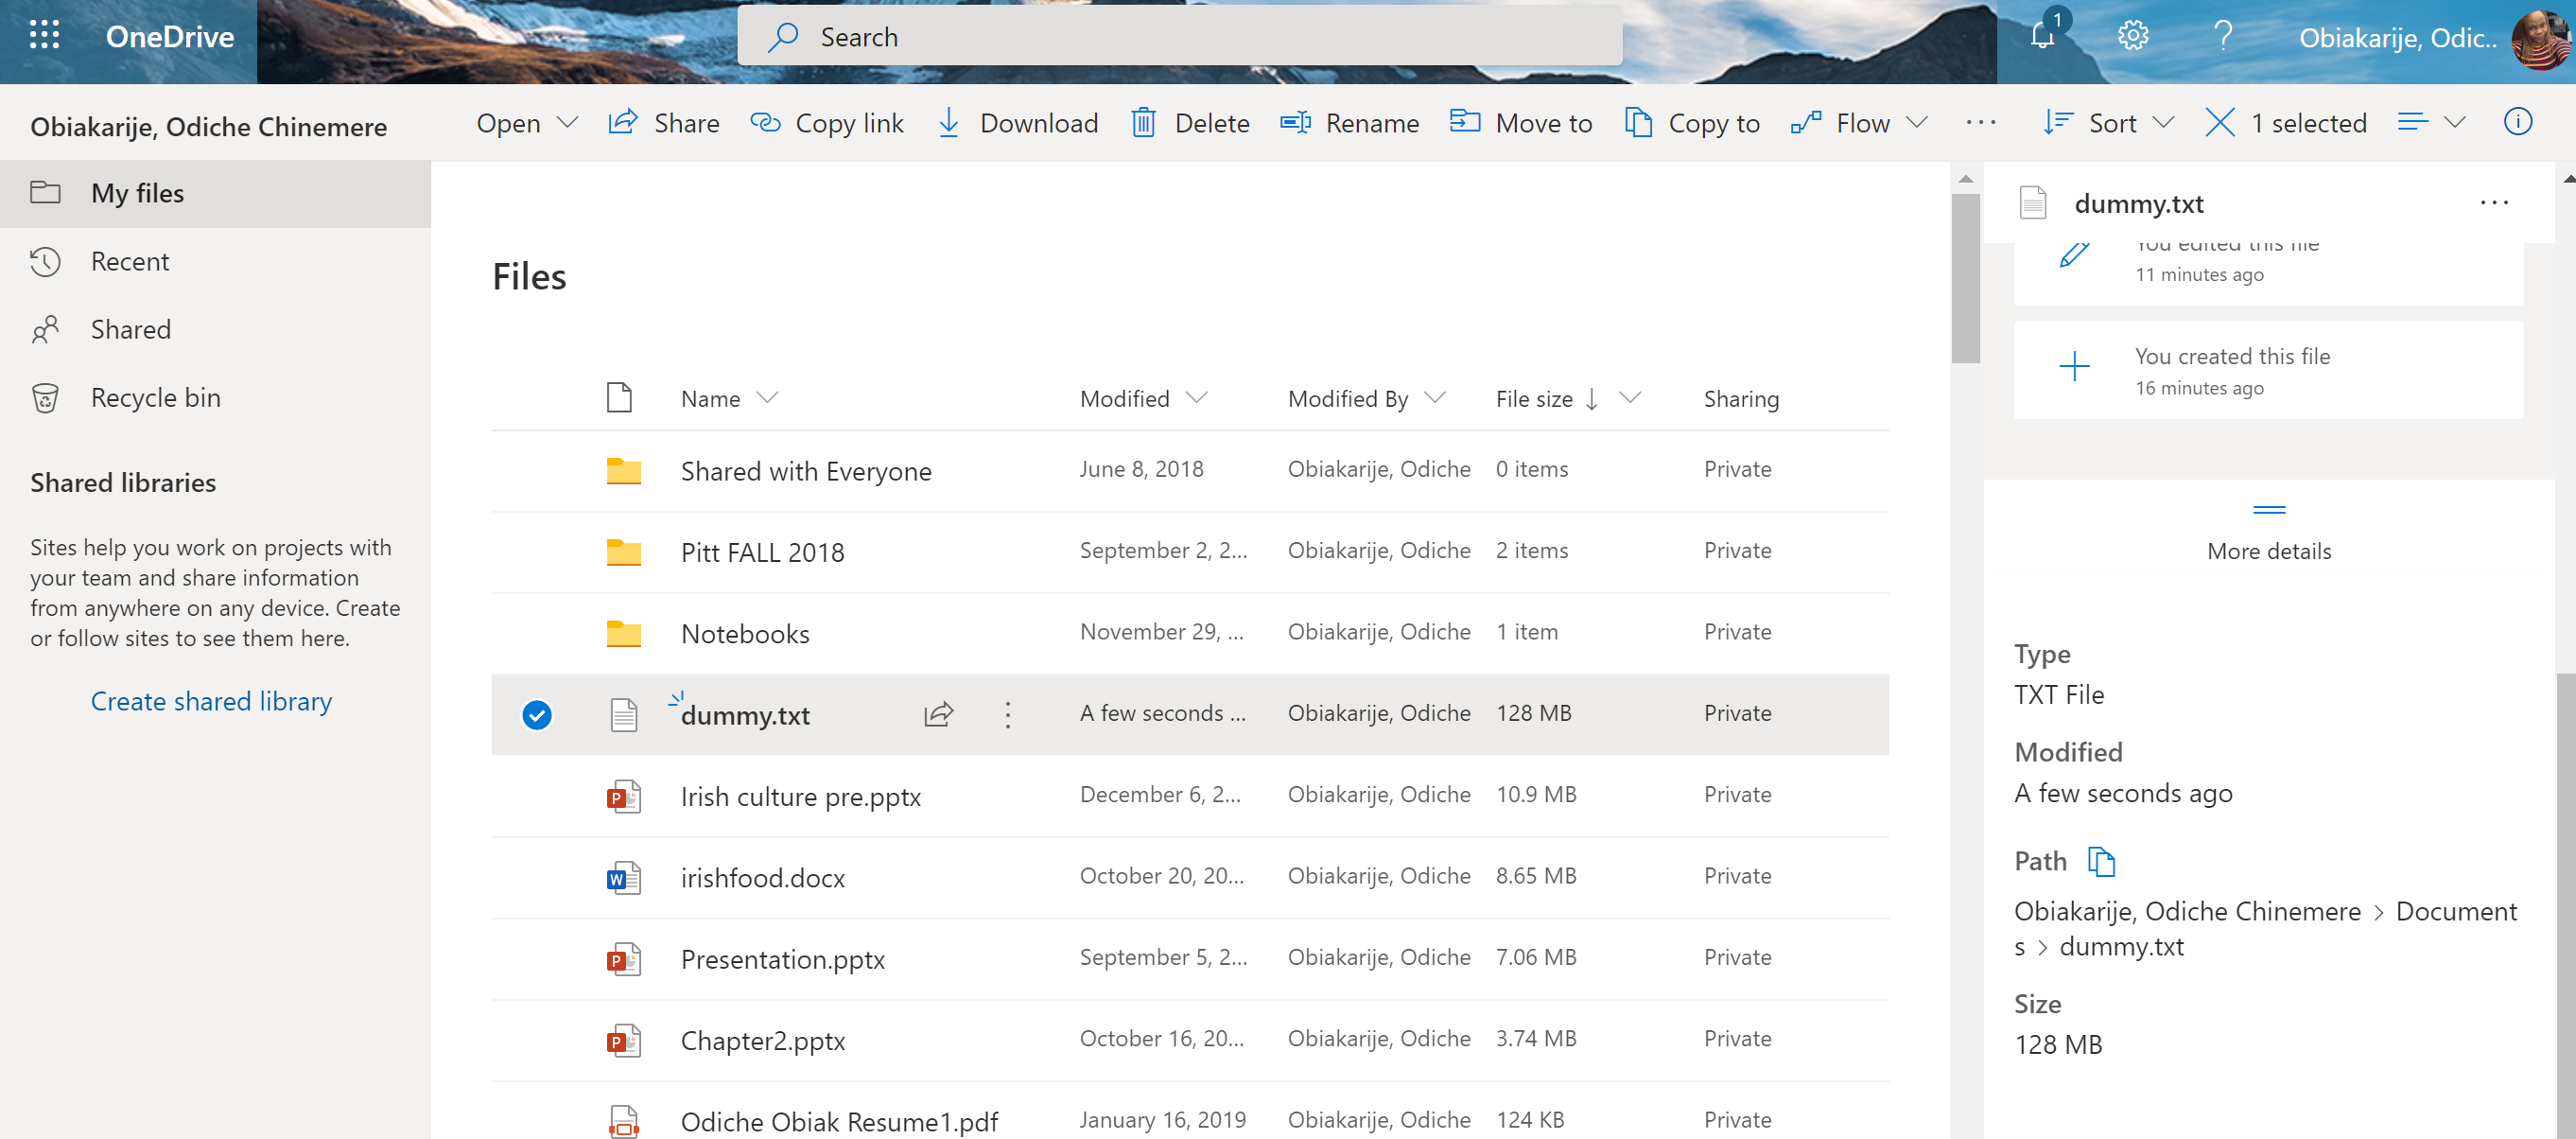 OneDrive
Search
1
Obiakarije, Odic..
Obiakarije, Odiche Chinemere
Open Share Copy link Download Delete Rename Move to Copy to Flow ... Sort 1 selected
My files
Recent
Shared
Recycle bin
Shared libraries
Sites help you work on projects with
your team and share information
from anywhere on any device. Create
or follow sites to see them here.
Create shared library
Files
Name Modified Modified By File size Sharing
Shared with Everyone June 8, 2018 Obiakarije, Odiche 0 items Private
Pitt FALL 2018 September 2, 2... Obiakarije, Odiche 2 items Private
Notebooks November 29, ... Obiakarije, Odiche 1 item Private
dummy.txt A few seconds ... Obiakarije, Odiche 128 MB Private
Irish culture pre.pptx December 6, 2... Obiakarije, Odiche 10.9 MB Private
irishfood.docx October 20, 20... Obiakarije, Odiche 8.65 MB Private
Presentation.pptx September 5, 2... Obiakarije, Odiche 7.06 MB Private
Chapter2.pptx October 16, 20... Obiakarije, Odiche 3.74 MB Private
Odiche Obiak Resume1.pdf January 16, 2019 Obiakarije, Odiche 124 KB Private
dummy.txt
You edited this file
11 minutes ago
You created this file
16 minutes ago
More details
Type
TXT File
Modified
A few seconds ago
Path
Obiakarije, Odiche Chinemere > Document
s > dummy.txt
Size
128 MB